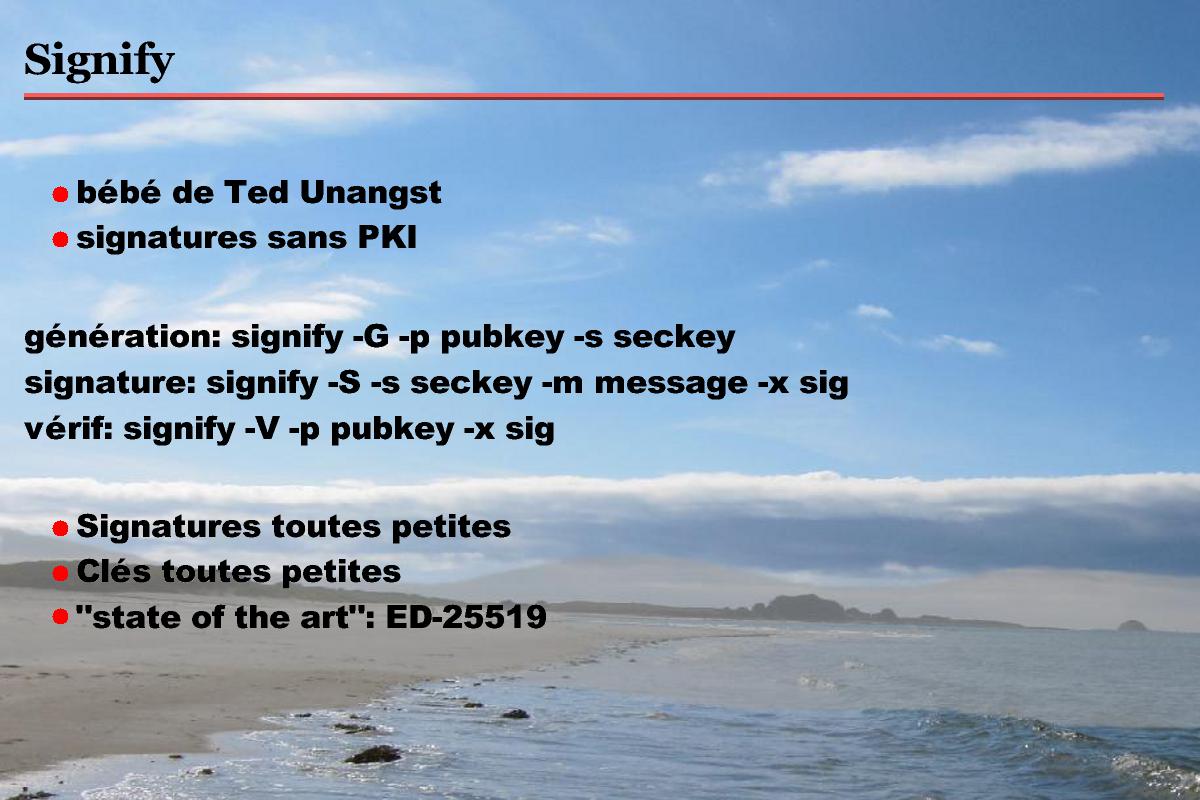 Signify
bébé de Ted Unangst
signatures sans PKI
génération: signify -G -p pubkey -s seckey
signature: signify -S -s seckey -m message -x sig
vérif: signify -V -p pubkey -x sig
Signatures toutes petites
Clés toutes petites
"state of the art": ED-25519